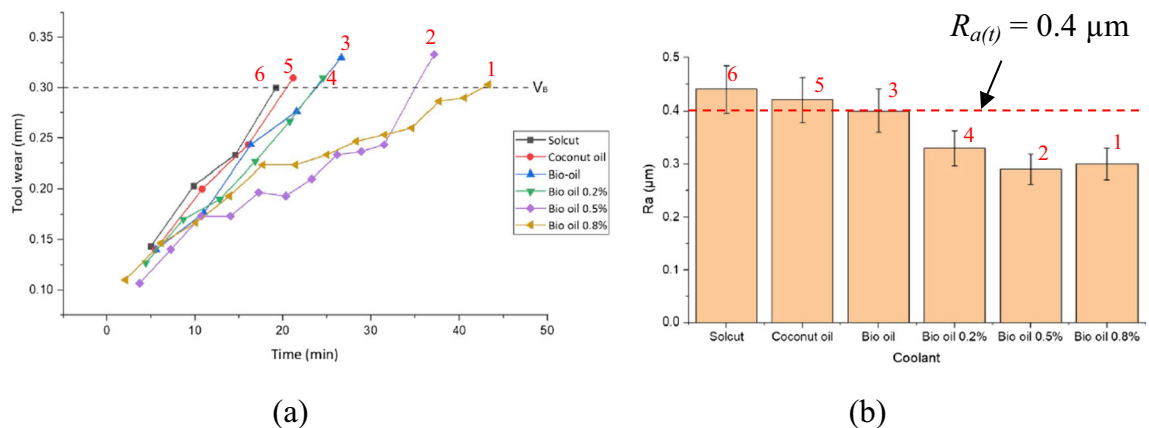 R_{a(t)} = 0.4 µm
0.35
0.30
0.25
0.20
0.15
0.10
Tool wear (mm)
0 10 20 30 40 50
Time (min)
6 5 3 4 2 1
V_B
Solcut
Coconut oil
Bio-oil
Bio oil 0.2%
Bio oil 0.5%
Bio oil 0.8%
(a)
0.5
0.4
0.3
0.2
0.1
0.0
Ra (µm)
6 5 3 4 2 1
Solcut Coconut oil Bio oil Bio oil 0.2% Bio oil 0.5% Bio oil 0.8%
Coolant
(b)